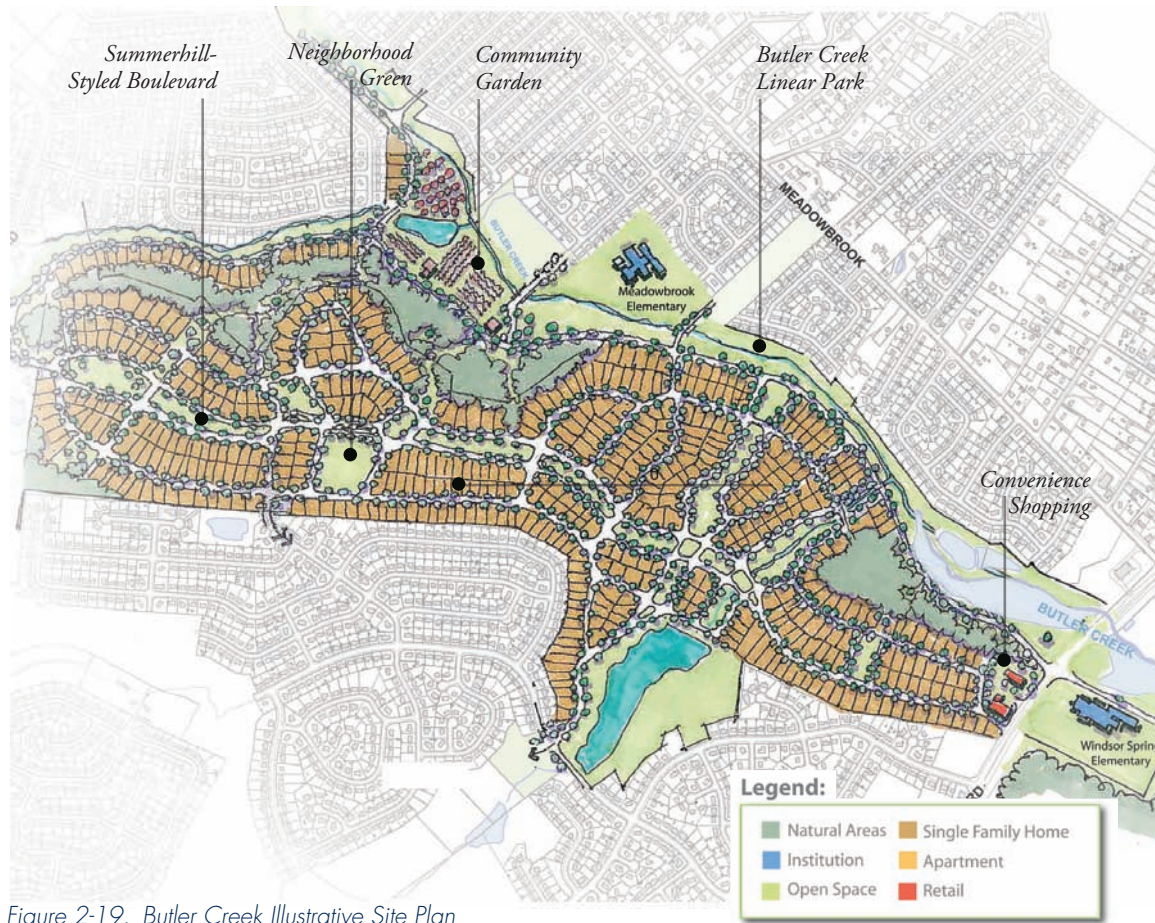 Summerhill-
Styled Boulevard
Neighborhood
Green
Community
Garden
Butler Creek
Linear Park
MEADOWBROOK
BUTLER CREEK
Meadowbrook
Elementary
Convenience
Shopping
BUTLER CREEK
Windsor Sprin
Elementary
RD
Legend:
Natural Areas
Single Family Home
Institution
Apartment
Open Space
Retail
Figure 2-19. Butler Creek Illustrative Site Plan